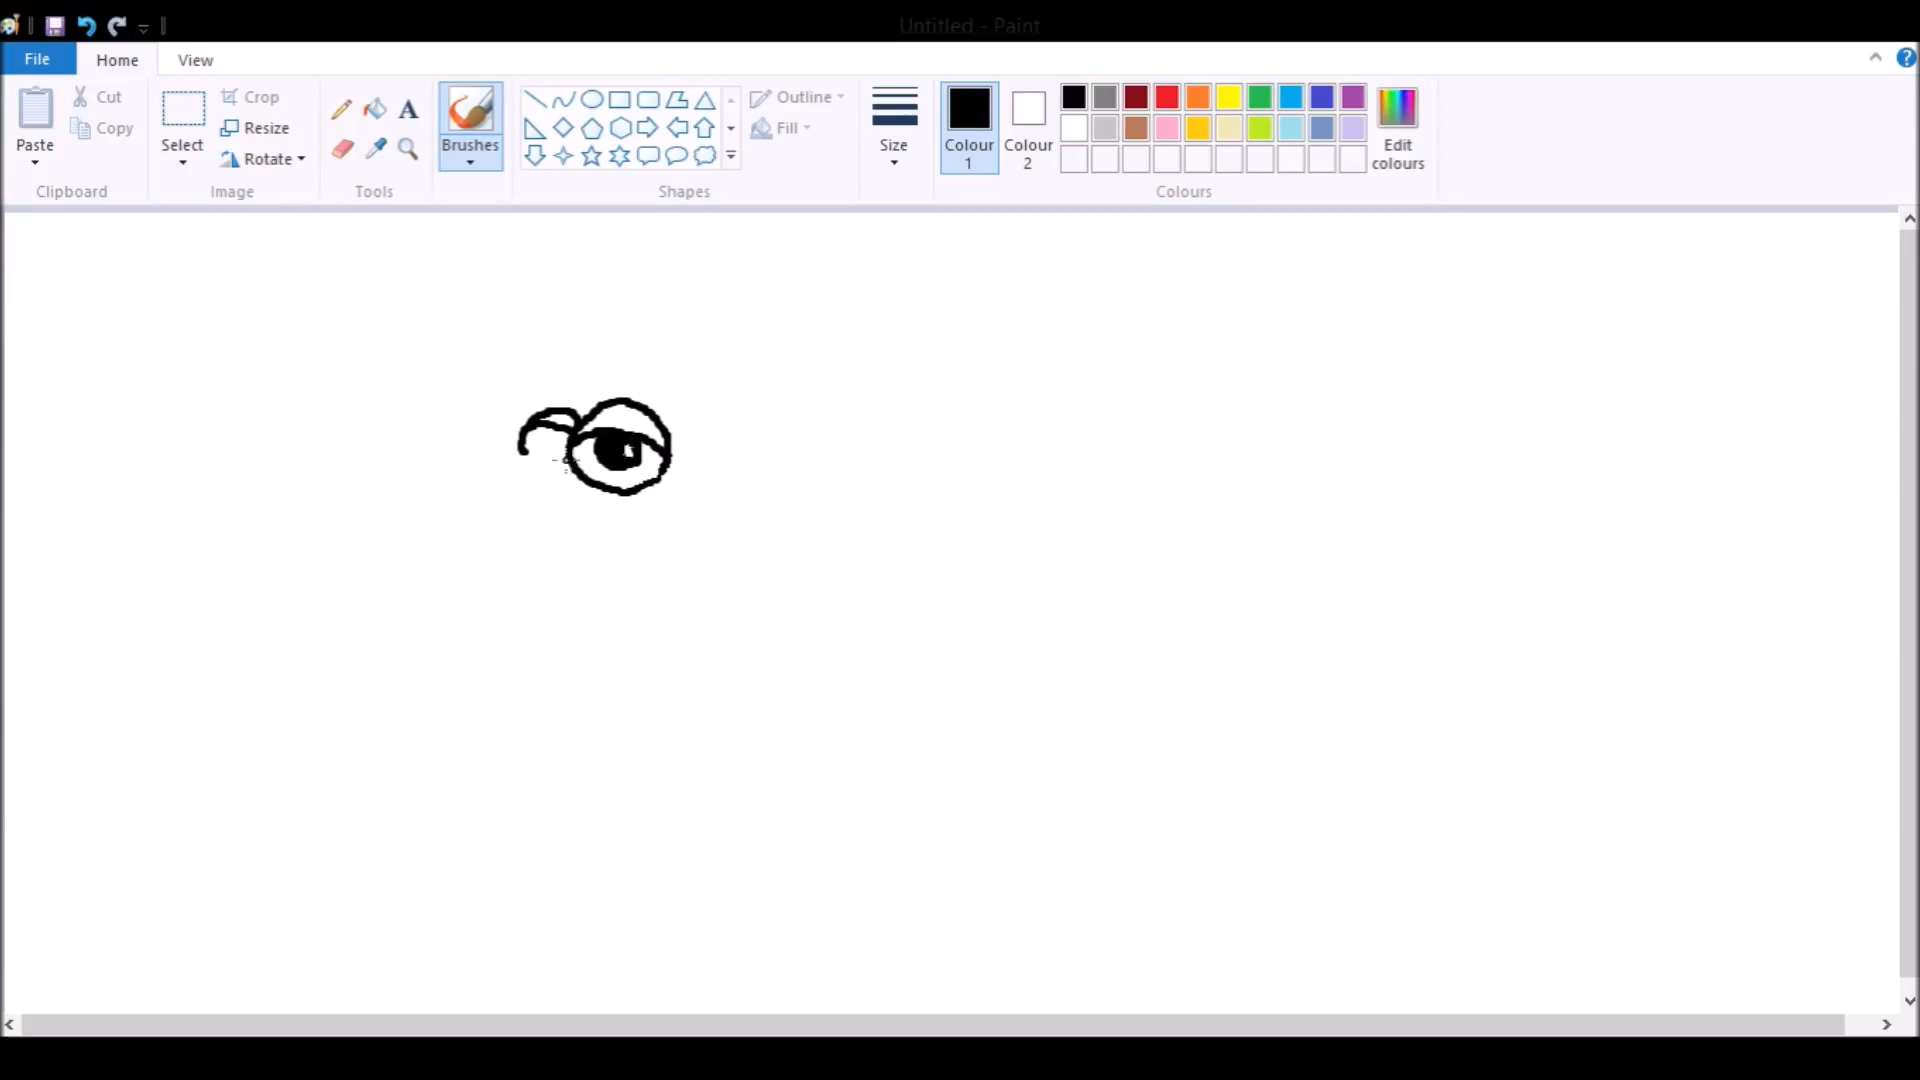 Untitled - Paint
File Home View ?
Paste
Cut
Copy
Clipboard
Select
Crop
Resize
Rotate
Image
A
Tools
Brushes
Shapes
Outline
Fill
Size
Colour
1
Colour
2
Edit
colours
Colours